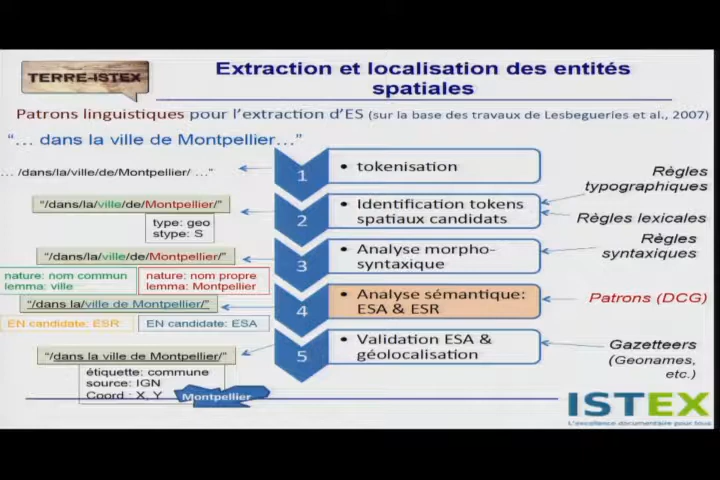 TERRE-ISTEX
Extraction et localisation des entités
spatiales
Patrons linguistiques pour l'extraction d'ES (sur la base des travaux de Lesbegueries et al., 2007)
"… dans la ville de Montpellier…"
… /dans/la/ville/de/Montpellier/ …"
1
• tokenisation
Règles
typographiques
"/dans/la/ville/de/Montpellier/"
type: geo
stype: S
2
• Identification tokens
spatiaux candidats
Règles lexicales
"/dans/la/ville/de/Montpellier/"
nature: nom commun
lemma: ville
nature: nom propre
lemma: Montpellier
3
• Analyse morpho-
syntaxique
Règles
syntaxiques
"/dans la/ville de Montpellier/"
EN candidate: ESR
EN candidate: ESA
4
• Analyse sémantique:
ESA & ESR
Patrons (DCG)
"/dans la ville de Montpellier/"
étiquette: commune
source: IGN
Coord : X, Y
Montpellier
5
• Validation ESA &
géolocalisation
Gazetteers
(Geonames,
etc.)
ISTEX
L'excellence documentaire pour tous